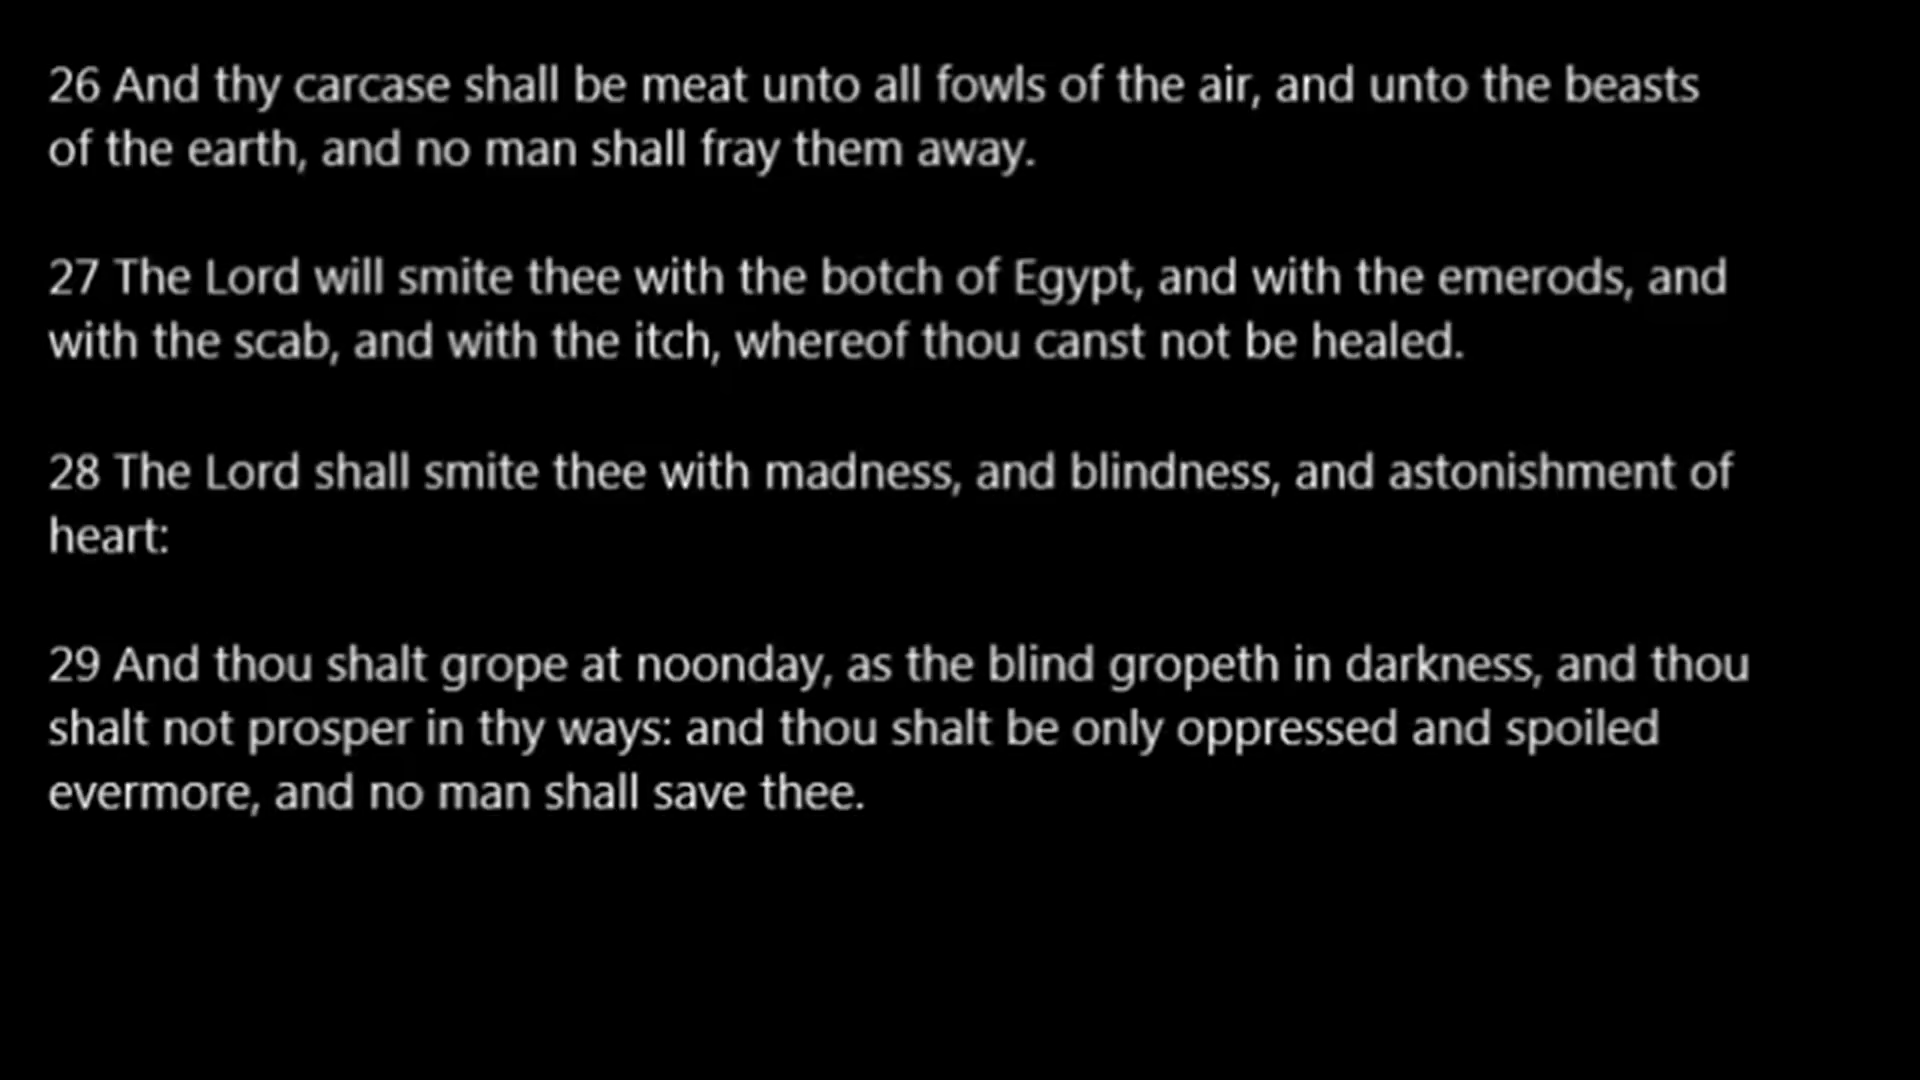 26 And thy carcase shall be meat unto all fowls of the air, and unto the beasts
of the earth, and no man shall fray them away.
27 The Lord will smite thee with the botch of Egypt, and with the emerods, and
with the scab, and with the itch, whereof thou canst not be healed.
28 The Lord shall smite thee with madness, and blindness, and astonishment of
heart:
29 And thou shalt grope at noonday, as the blind gropeth in darkness, and thou
shalt not prosper in thy ways: and thou shalt be only oppressed and spoiled
evermore, and no man shall save thee.